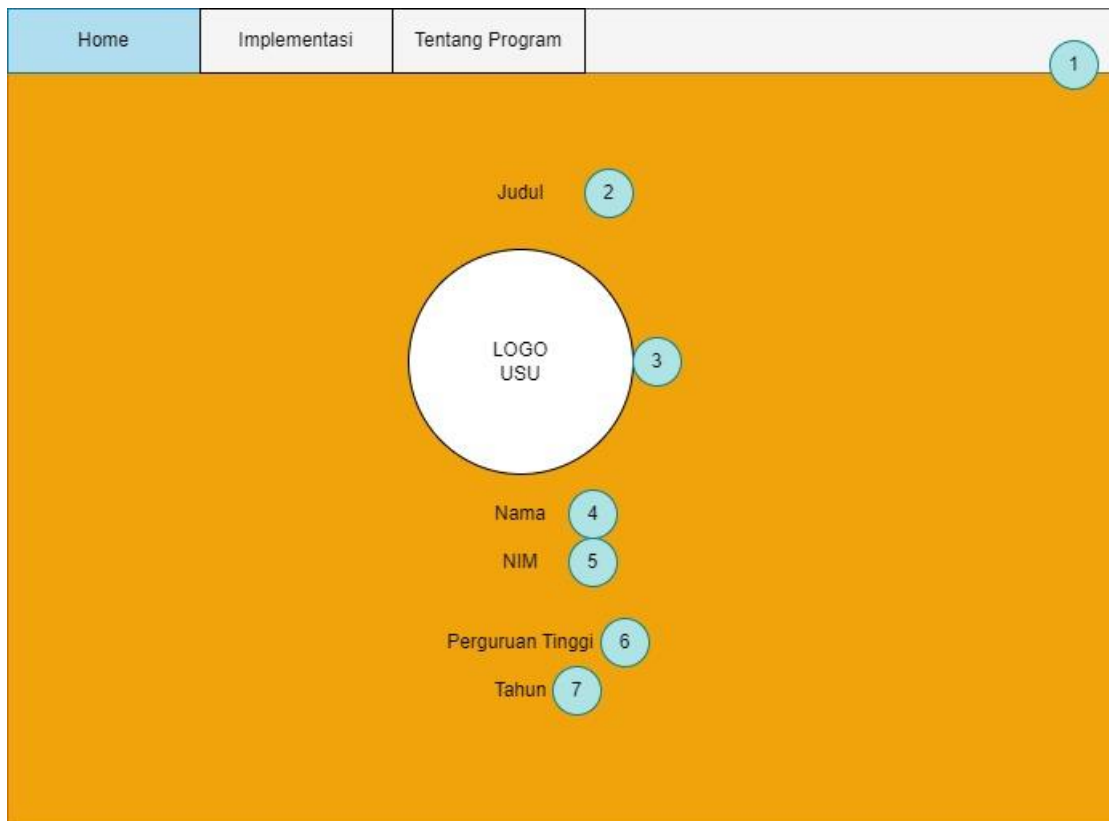 Home Implementasi Tentang Program
1
Judul 2
LOGO
USU
3
Nama 4
NIM 5
Perguruan Tinggi 6
Tahun 7